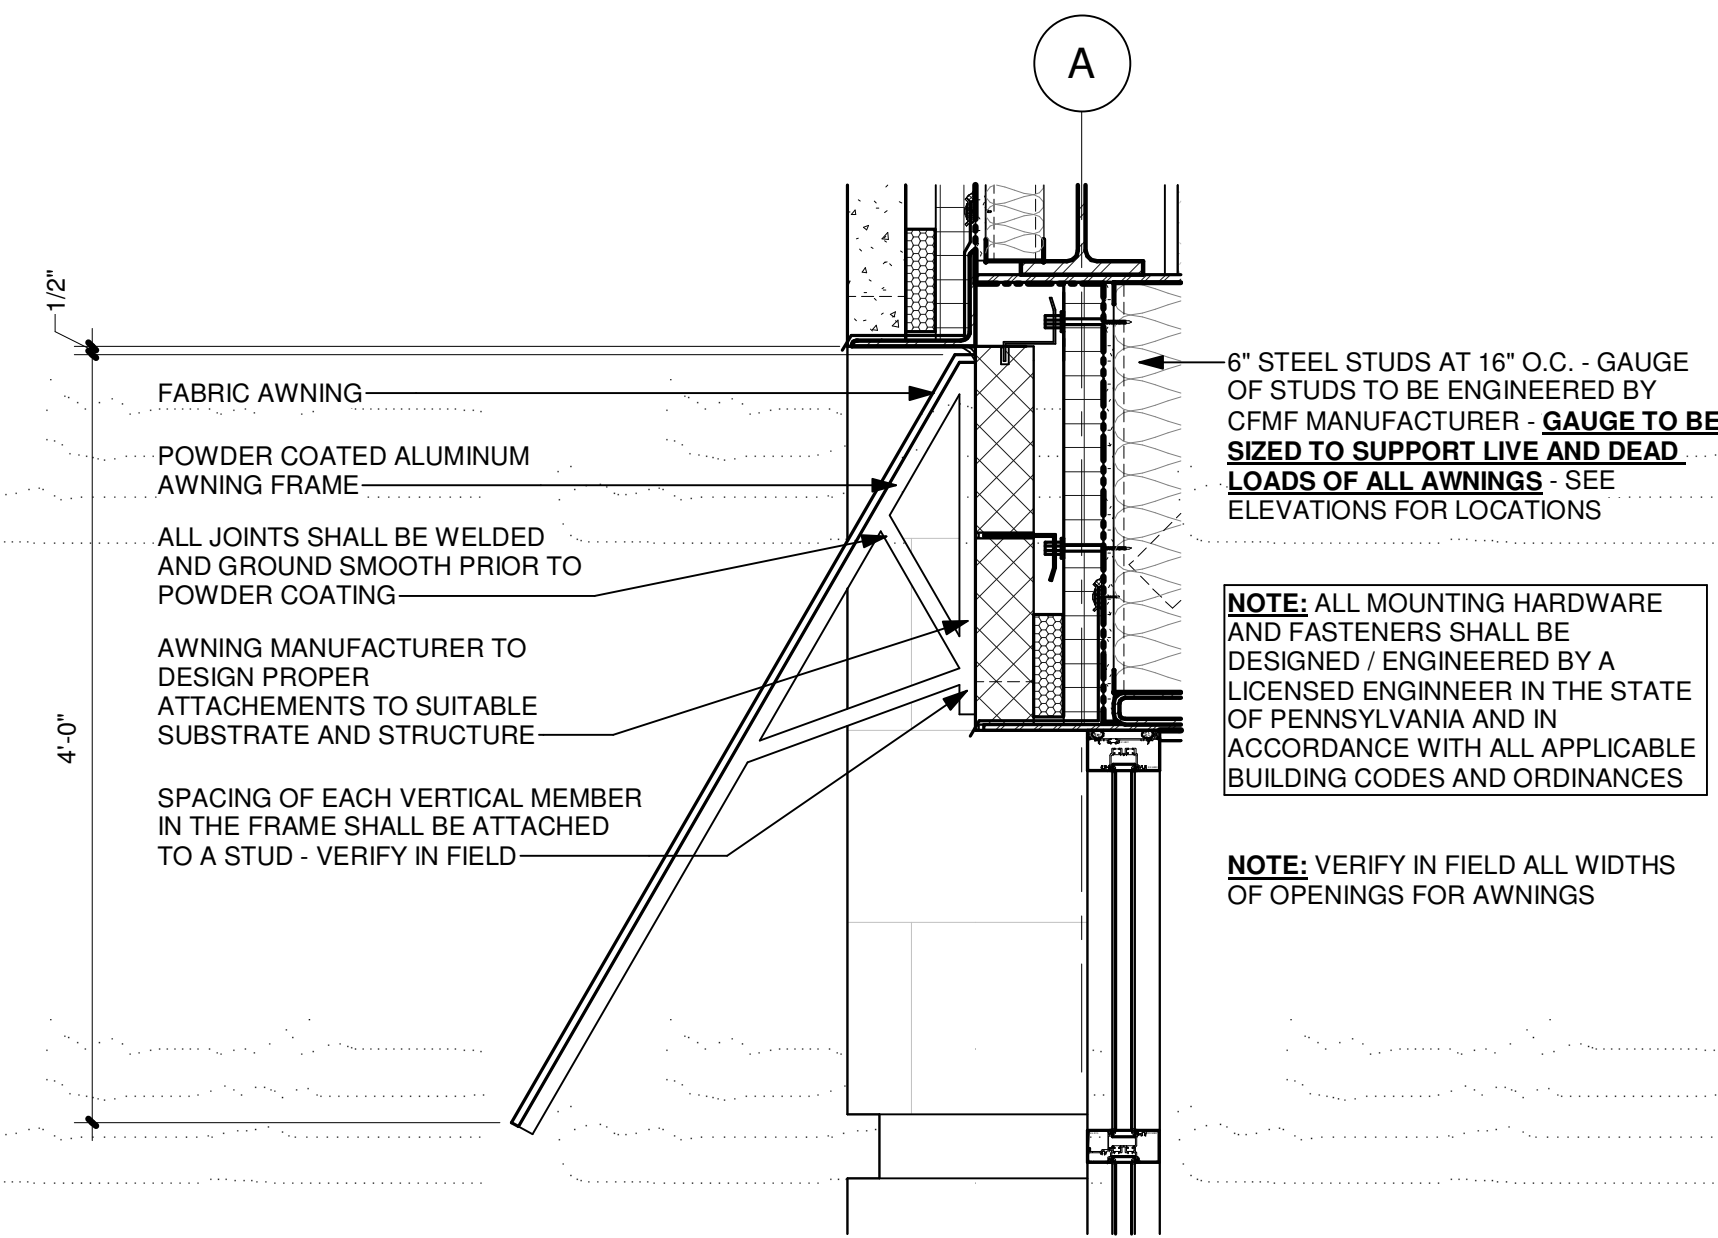 A
1/2"
FABRIC AWNING
POWDER COATED ALUMINUM
AWNING FRAME
ALL JOINTS SHALL BE WELDED
AND GROUND SMOOTH PRIOR TO
POWDER COATING
AWNING MANUFACTURER TO
DESIGN PROPER
ATTACHEMENTS TO SUITABLE
SUBSTRATE AND STRUCTURE
4'-0"
SPACING OF EACH VERTICAL MEMBER
IN THE FRAME SHALL BE ATTACHED
TO A STUD - VERIFY IN FIELD
6" STEEL STUDS AT 16" O.C. - GAUGE
OF STUDS TO BE ENGINEERED BY
CFMF MANUFACTURER - GAUGE TO BE
SIZED TO SUPPORT LIVE AND DEAD
LOADS OF ALL AWNINGS - SEE
ELEVATIONS FOR LOCATIONS
NOTE: ALL MOUNTING HARDWARE
AND FASTENERS SHALL BE
DESIGNED / ENGINEERED BY A
LICENSED ENGINNEER IN THE STATE
OF PENNSYLVANIA AND IN
ACCORDANCE WITH ALL APPLICABLE
BUILDING CODES AND ORDINANCES
NOTE: VERIFY IN FIELD ALL WIDTHS
OF OPENINGS FOR AWNINGS